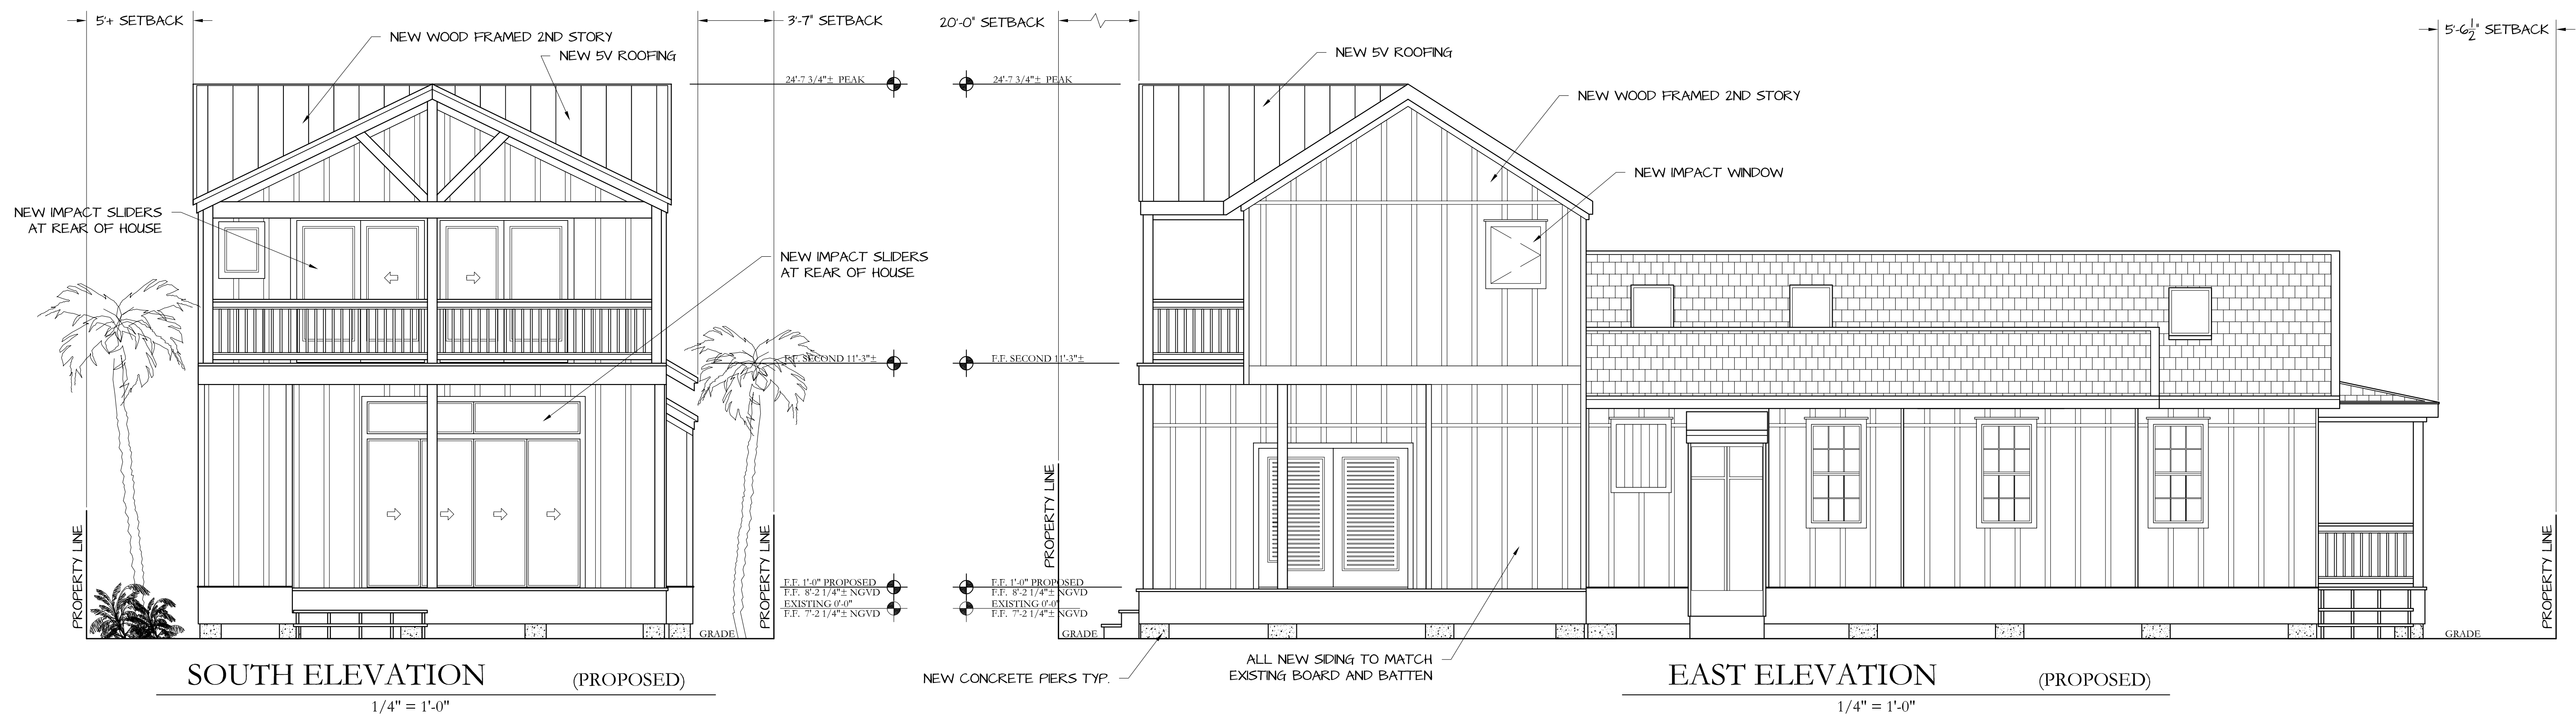 5'+ SETBACK
3'-7" SETBACK
NEW WOOD FRAMED 2ND STORY
NEW 5V ROOFING
24'-7 3/4"± PEAK
NEW IMPACT SLIDERS
AT REAR OF HOUSE
NEW IMPACT SLIDERS
AT REAR OF HOUSE
F.F. SECOND 11'-3"±
PROPERTY LINE
PROPERTY LINE
F.F. 1'-0" PROPOSED
F.F. 8'-2 1/4"± NGVD
EXISTING 0'-0"
F.F. 7'-2 1/4"± NGVD
GRADE
SOUTH ELEVATION (PROPOSED)
1/4" = 1'-0"
20'-0" SETBACK
5'-6 1/2" SETBACK
NEW 5V ROOFING
24'-7 3/4"± PEAK
NEW WOOD FRAMED 2ND STORY
NEW IMPACT WINDOW
F.F. SECOND 11'-3"±
PROPERTY LINE
PROPERTY LINE
F.F. 1'-0" PROPOSED
F.F. 8'-2 1/4"± NGVD
EXISTING 0'-0"
F.F. 7'-2 1/4"± NGVD
GRADE
GRADE
NEW CONCRETE PIERS TYP.
ALL NEW SIDING TO MATCH
EXISTING BOARD AND BATTEN
EAST ELEVATION (PROPOSED)
1/4" = 1'-0"